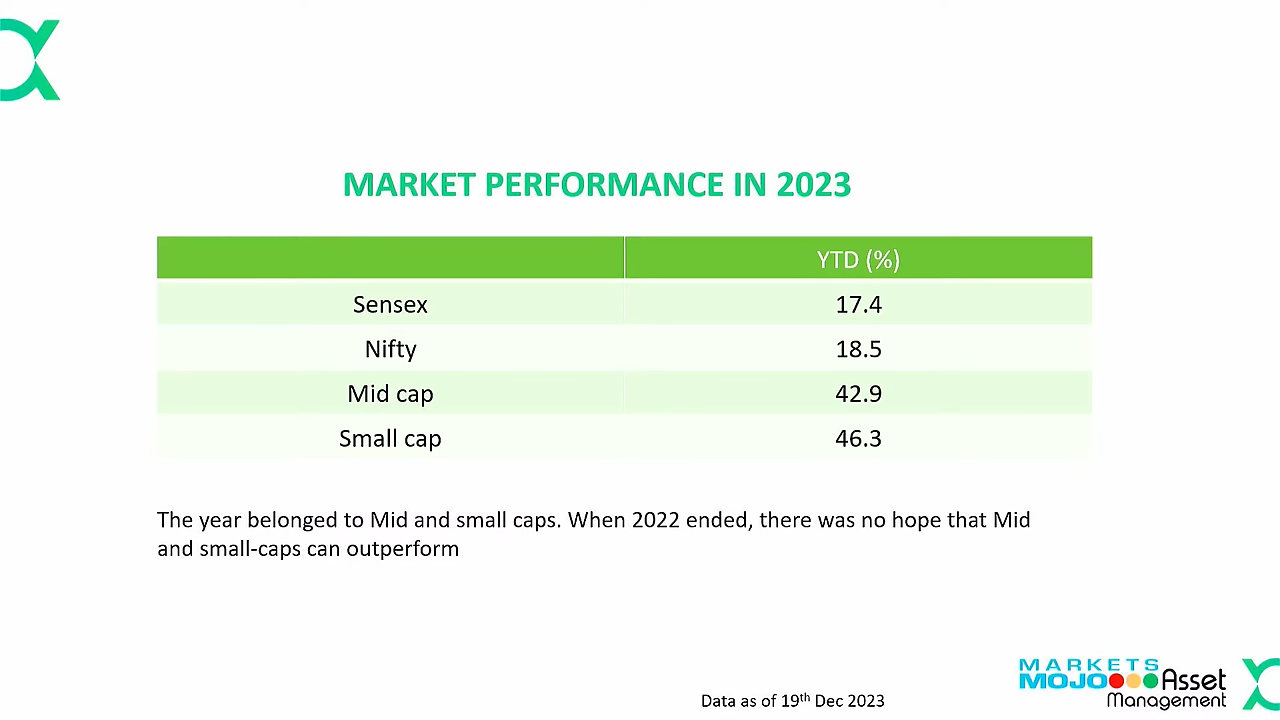 MARKET PERFORMANCE IN 2023
YTD (%)
Sensex 17.4
Nifty 18.5
Mid cap 42.9
Small cap 46.3
The year belonged to Mid and small caps. When 2022 ended, there was no hope that Mid
and small-caps can outperform
MARKETS
MOJO Asset
Management
Data as of 19th Dec 2023